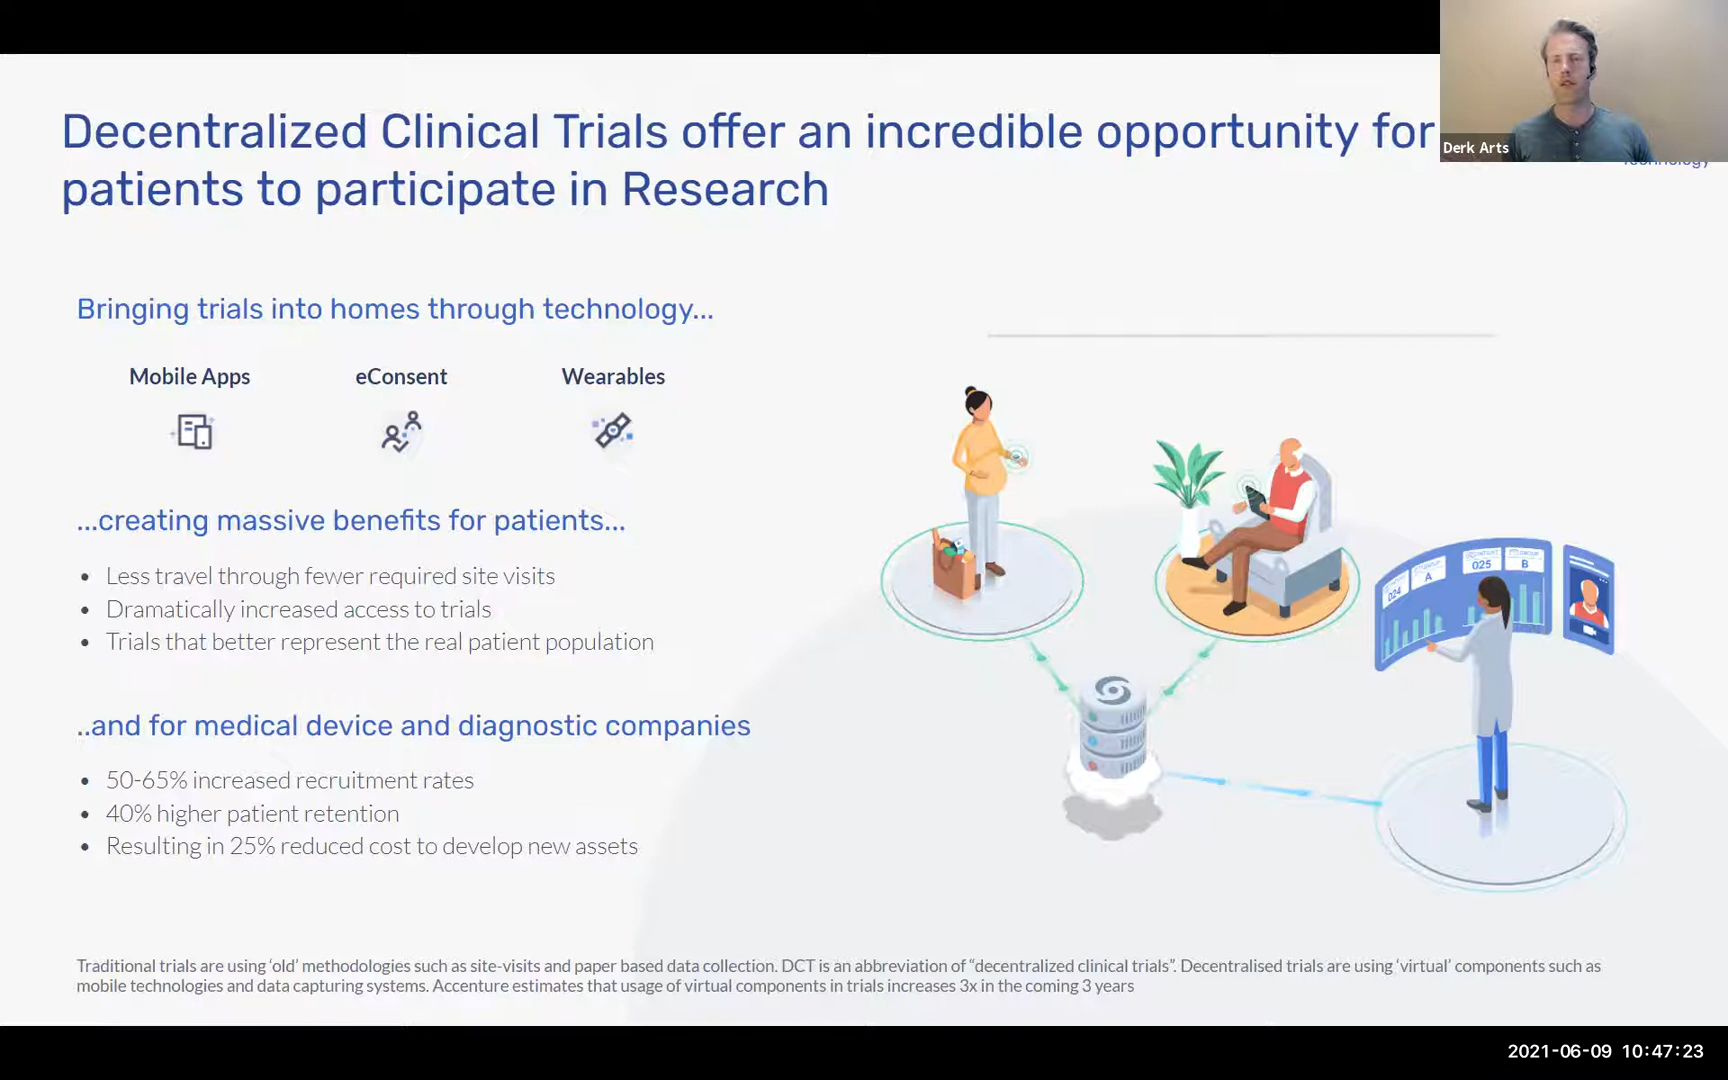 Decentralized Clinical Trials offer an incredible opportunity for
patients to participate in Research
Derk Arts
Technology
Bringing trials into homes through technology...
Mobile Apps
eConsent
Wearables
...creating massive benefits for patients...
• Less travel through fewer required site visits
• Dramatically increased access to trials
• Trials that better represent the real patient population
..and for medical device and diagnostic companies
• 50-65% increased recruitment rates
• 40% higher patient retention
• Resulting in 25% reduced cost to develop new assets
024
GROUP
A
PATIENT
025
GROUP
B
Traditional trials are using ‘old’ methodologies such as site-visits and paper based data collection. DCT is an abbreviation of “decentralized clinical trials”. Decentralised trials are using ‘virtual’ components such as
mobile technologies and data capturing systems. Accenture estimates that usage of virtual components in trials increases 3x in the coming 3 years
2021-06-09 10:47:23